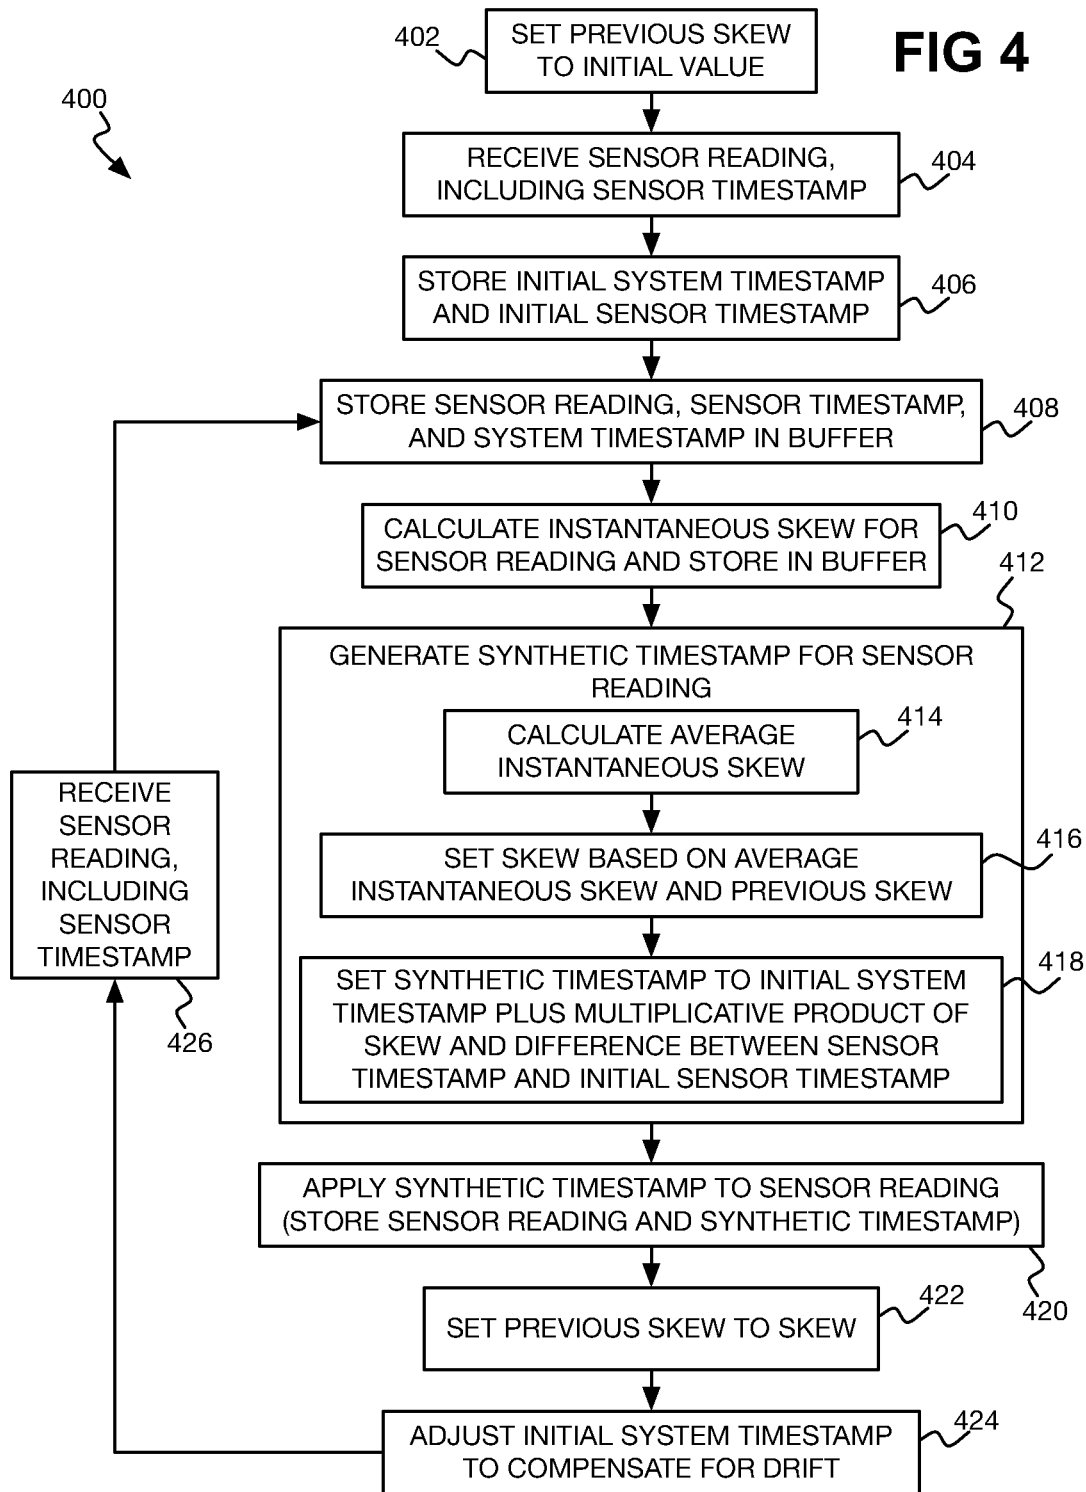 FIG 4
400
402
SET PREVIOUS SKEW
TO INITIAL VALUE
RECEIVE SENSOR READING,
INCLUDING SENSOR TIMESTAMP
404
STORE INITIAL SYSTEM TIMESTAMP
AND INITIAL SENSOR TIMESTAMP
406
STORE SENSOR READING, SENSOR TIMESTAMP,
AND SYSTEM TIMESTAMP IN BUFFER
408
CALCULATE INSTANTANEOUS SKEW FOR
SENSOR READING AND STORE IN BUFFER
410
412
GENERATE SYNTHETIC TIMESTAMP FOR SENSOR
READING
CALCULATE AVERAGE
INSTANTANEOUS SKEW
414
SET SKEW BASED ON AVERAGE
INSTANTANEOUS SKEW AND PREVIOUS SKEW
416
SET SYNTHETIC TIMESTAMP TO INITIAL SYSTEM
TIMESTAMP PLUS MULTIPLICATIVE PRODUCT OF
SKEW AND DIFFERENCE BETWEEN SENSOR
TIMESTAMP AND INITIAL SENSOR TIMESTAMP
418
APPLY SYNTHETIC TIMESTAMP TO SENSOR READING
(STORE SENSOR READING AND SYNTHETIC TIMESTAMP)
420
SET PREVIOUS SKEW TO SKEW
422
ADJUST INITIAL SYSTEM TIMESTAMP
TO COMPENSATE FOR DRIFT
424
RECEIVE
SENSOR
READING,
INCLUDING
SENSOR
TIMESTAMP
426